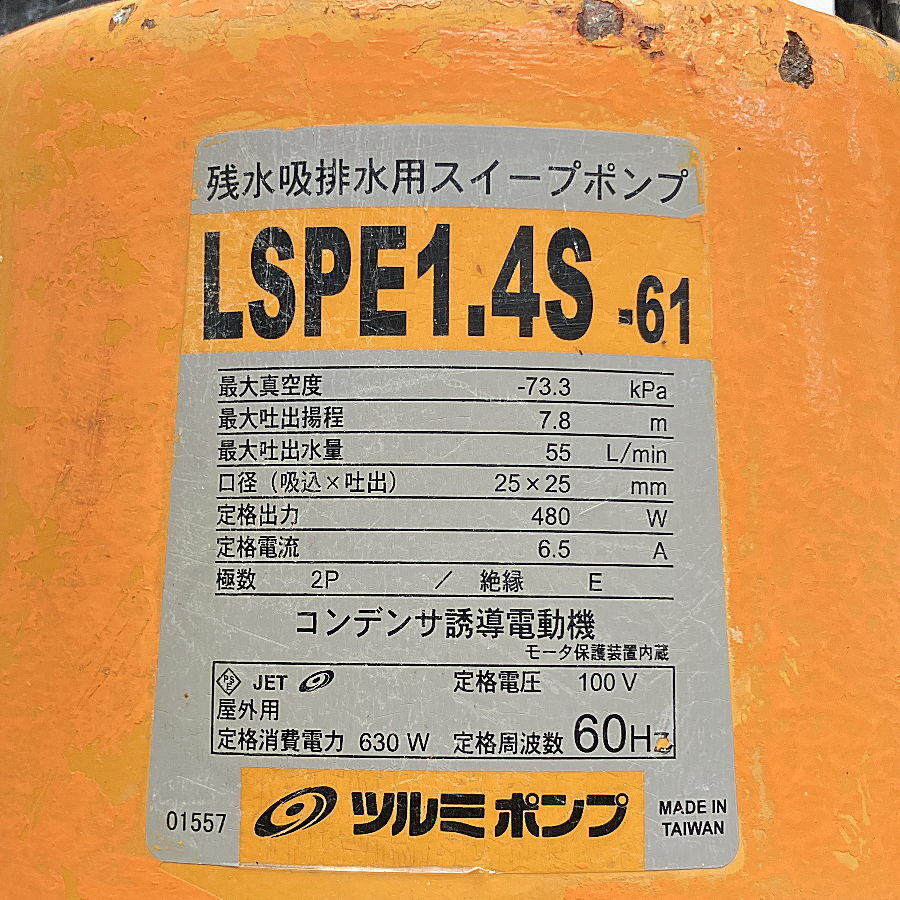 残水吸排水用スイープポンプ
LSPE1.4S -61
最大真空度 -73.3 kPa
最大吐出揚程 7.8 m
最大吐出水量 55 L/min
口径（吸込×吐出） 25×25 mm
定格出力 480 W
定格電流 6.5 A
極数 2P ／ 絶縁 E
コンデンサ誘導電動機
モータ保護装置内蔵
PSE JET 定格電圧 100 V
屋外用
定格消費電力 630 W 定格周波数 60Hz
01557 ツルミポンプ MADE IN TAIWAN